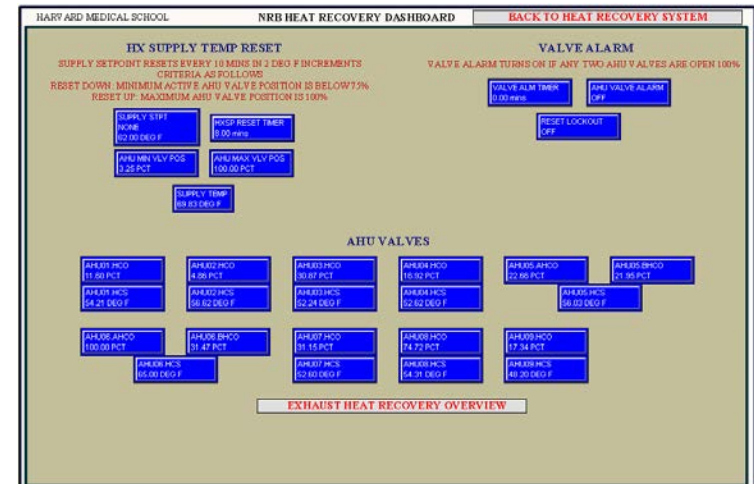 HARVARD MEDICAL SCHOOL
NRB HEAT RECOVERY DASHBOARD
BACK TO HEAT RECOVERY SYSTEM
HX SUPPLY TEMP RESET
SUPPLY SETPOINT RESETS EVERY 10 MINS IN 2 DEG F INCREMENTS
CRITERIA AS FOLLOWS
RESET DOWN: MINIMUM ACTIVE AHU VALVE POSITION IS BELOW 75%
RESET UP: MAXIMUM AHU VALVE POSITION IS 100%
VALVE ALARM
VALVE ALARM TURNS ON IF ANY TWO AHU VALVES ARE OPEN 100%
SUPPLY STPT
NONE
62.00 DEG F
HXSP RESET TIMER
8.00 mins
VALVE ALM TIMER
0.00 mins
AHU VALVE ALARM
OFF
RESET LOCKOUT
OFF
AHU MIN VLV POS
3.25 PCT
AHU MAX VLV POS
100.00 PCT
SUPPLY TEMP
69.83 DEG F
AHU VALVES
AHU01.HCO
11.68 PCT
AHU02.HCO
4.86 PCT
AHU03.HCO
30.87 PCT
AHU04.HCO
18.92 PCT
AHU05.AHCO
22.66 PCT
AHU05.BHCO
21.95 PCT
AHU01.HCS
54.21 DEG F
AHU02.HCS
56.62 DEG F
AHU03.HCS
52.24 DEG F
AHU04.HCS
52.62 DEG F
AHU05.HCS
56.03 DEG F
AHU06.AHCO
100.00 PCT
AHU06.BHCO
31.47 PCT
AHU07.HCO
31.15 PCT
AHU08.HCO
74.72 PCT
AHU09.HCO
17.34 PCT
AHU06.HCS
65.00 DEG F
AHU07.HCS
52.60 DEG F
AHU08.HCS
54.31 DEG F
AHU09.HCS
48.20 DEG F
EXHAUST HEAT RECOVERY OVERVIEW